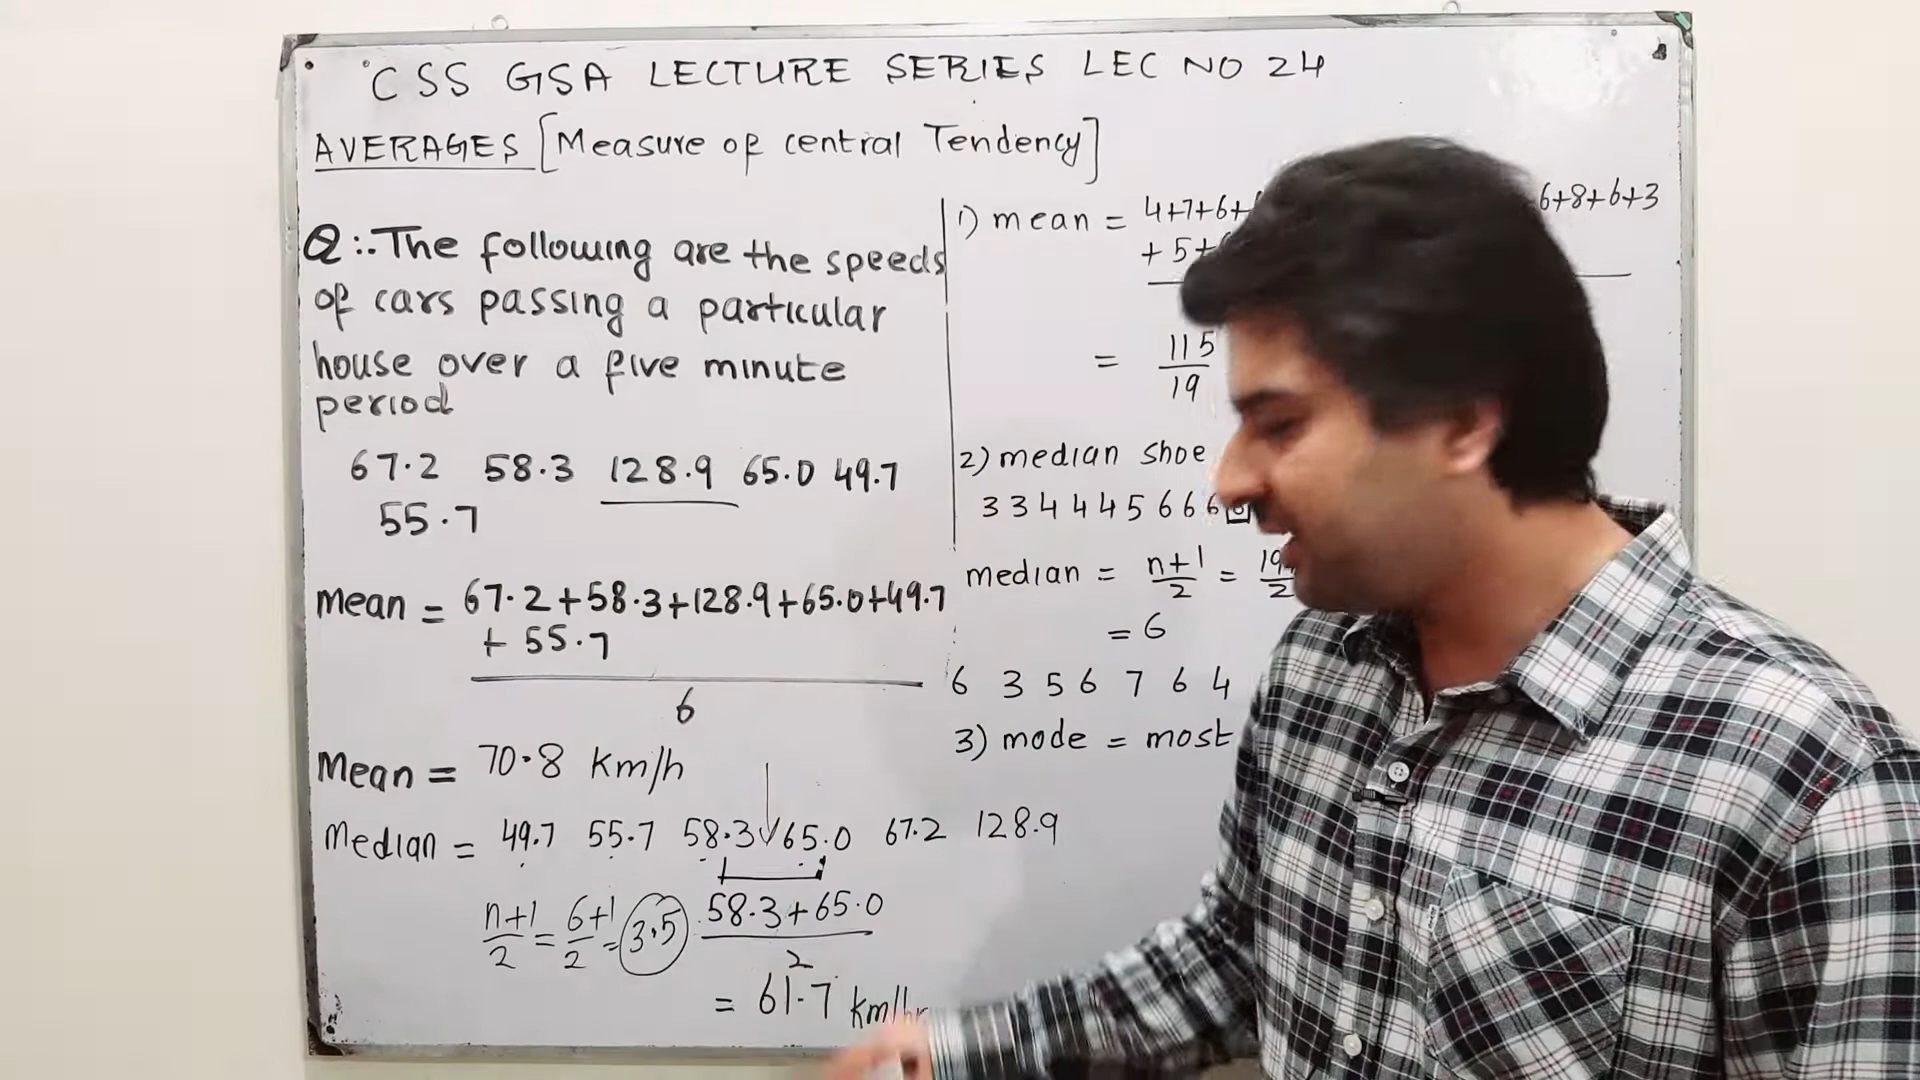 CSS GSA LECTURE SERIES LEC NO 24
AVERAGES [Measure of central Tendency]
Q:. The following are the speeds
of cars passing a particular
house over a five minute
period
67.2 58.3 128.9 65.0 49.7
55.7
mean = 67.2+58.3+128.9+65.0+49.7
+ 55.7
6
Mean = 70.8 km/h
Median = 49.7 55.7 58.3 65.0 67.2 128.9
n+1/2 = 6+1/2 = 3.5
58.3+65.0
2
= 61.7 km/hr
1) mean = 4+7+6+ 6+8+6+3
+ 5+
= 115
19
2) median shoe
3 3 4 4 4 5 6 6 6
median = n+1/2 =
= 6
6 3 5 6 7 6 4
3) mode = most